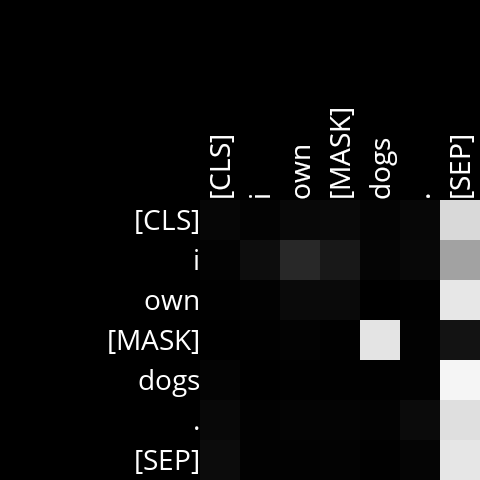 [CLS] i own [MASK] dogs . [SEP]
[CLS]
i
own
[MASK]
dogs
.
[SEP]